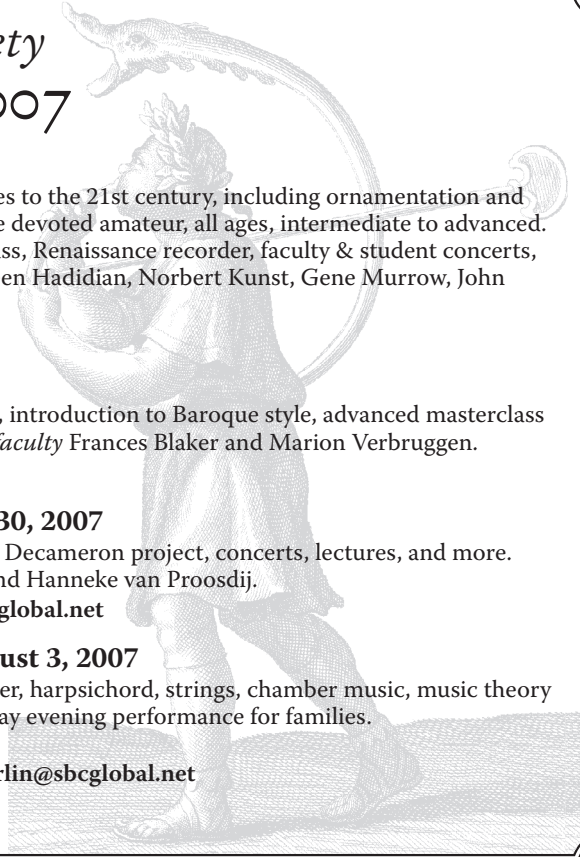 ety
007
es to the 21st century, including ornamentation and
e devoted amateur, all ages, intermediate to advanced.
ss, Renaissance recorder, faculty & student concerts,
en Hadidian, Norbert Kunst, Gene Murrow, John
, introduction to Baroque style, advanced masterclass
faculty Frances Blaker and Marion Verbruggen.
30, 2007
Decameron project, concerts, lectures, and more.
nd Hanneke van Proosdij.
global.net
ust 3, 2007
er, harpsichord, strings, chamber music, music theory
ay evening performance for families.
rlin@sbcglobal.net